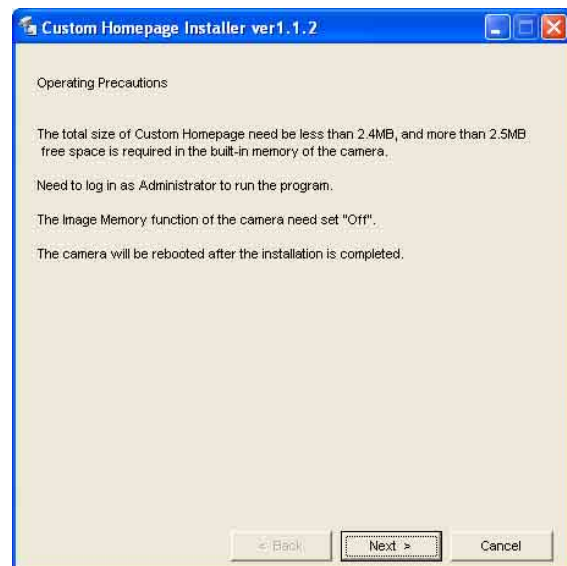 Custom Homepage Installer ver1.1.2
Operating Precautions
The total size of Custom Homepage need be less than 2.4MB, and more than 2.5MB
free space is required in the built-in memory of the camera.
Need to log in as Administrator to run the program.
The Image Memory function of the camera need set "Off".
The camera will be rebooted after the installation is completed.
< Back
Next >
Cancel